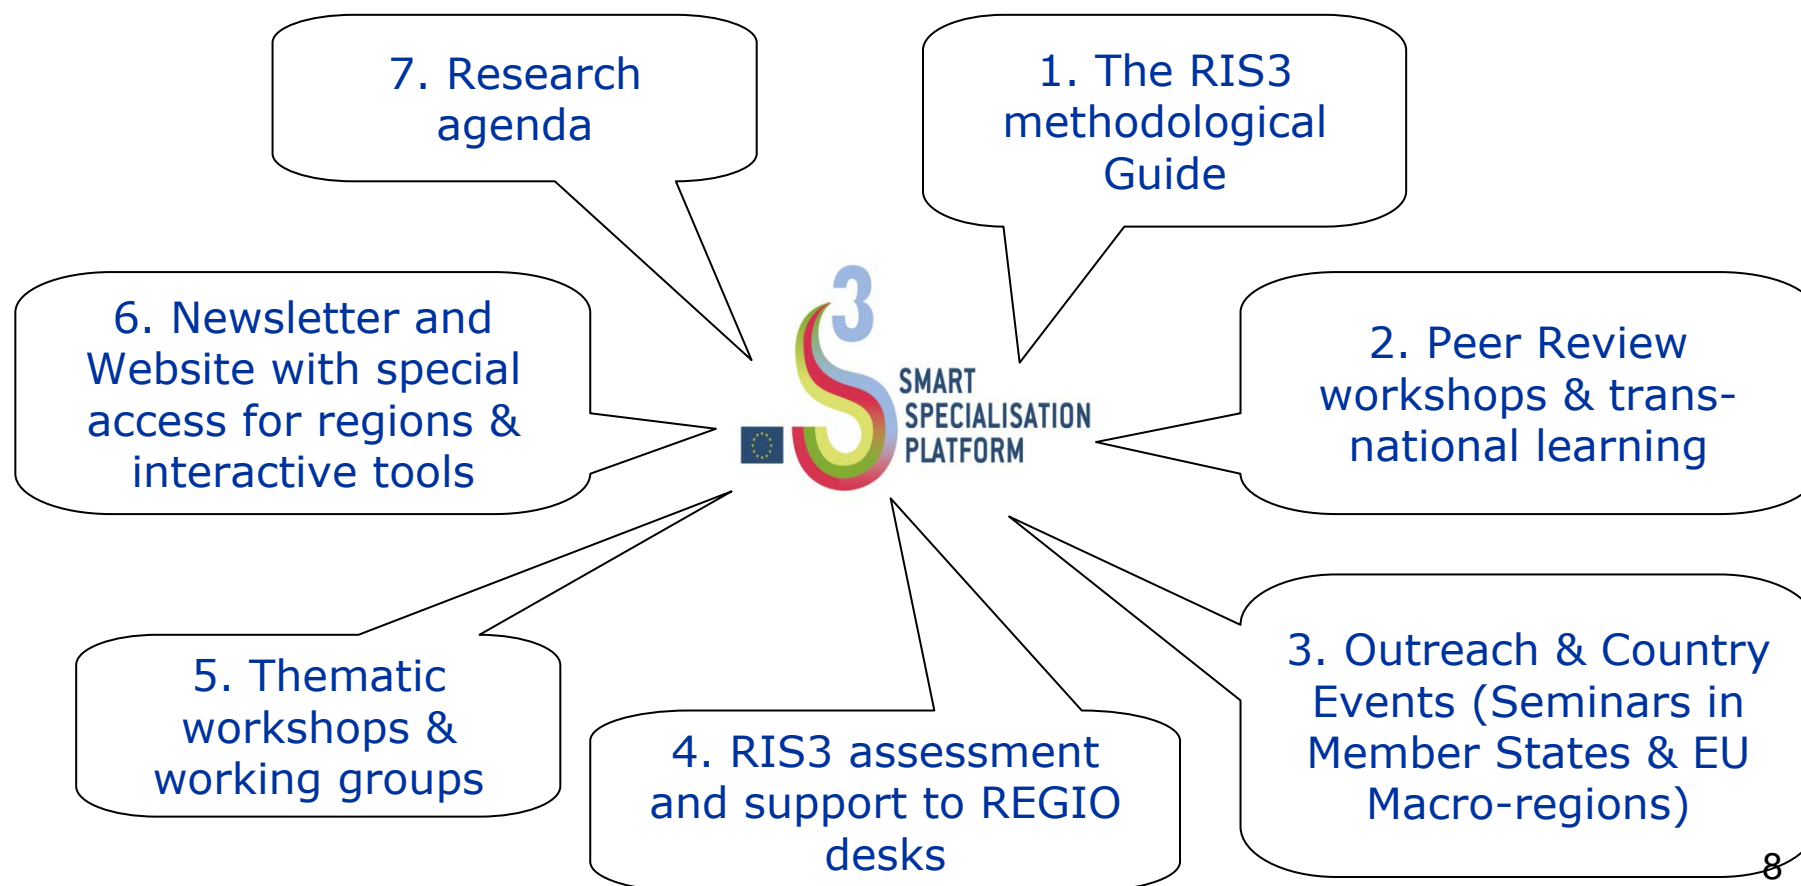 7. Research
agenda
1. The RIS3
methodological
Guide
6. Newsletter and
Website with special
access for regions &
interactive tools
3
SMART
SPECIALISATION
PLATFORM
2. Peer Review
workshops & trans-
national learning
5. Thematic
workshops &
working groups
4. RIS3 assessment
and support to REGIO
desks
3. Outreach & Country
Events (Seminars in
Member States & EU
Macro-regions)
8